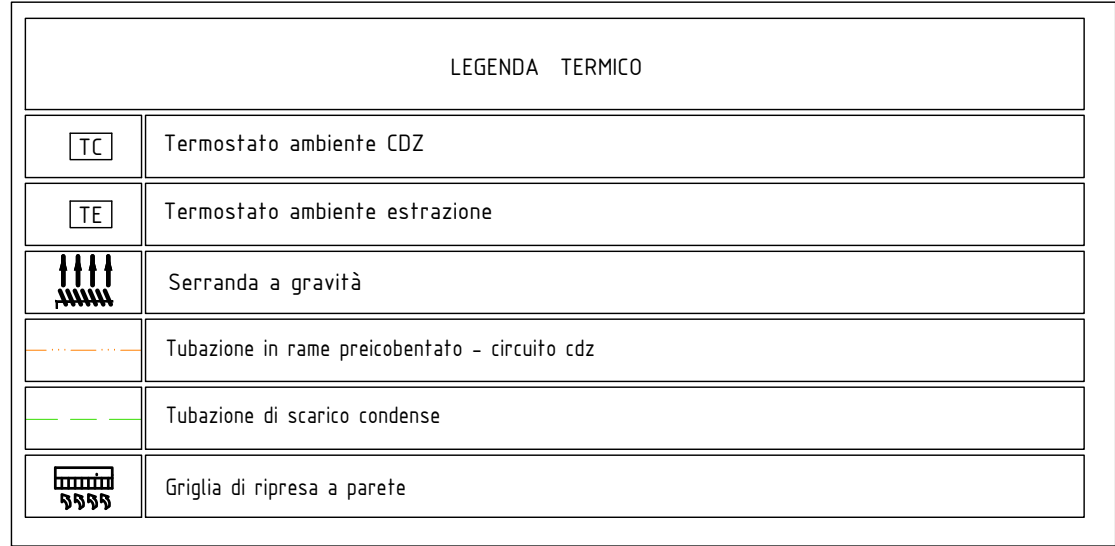 LEGENDA TERMICO
TC Termostato ambiente CDZ
TE Termostato ambiente estrazione
Serranda a gravità
Tubazione in rame preicobentato - circuito cdz
Tubazione di scarico condense
Griglia di ripresa a parete